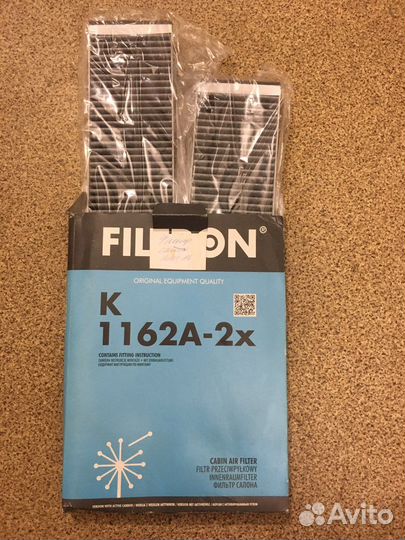 FILTRON®
ORIGINAL EQUIPMENT QUALITY
K
1162A-2x
CONTAINS FITTING INSTRUCTION
CABIN AIR FILTER
FILTR PRZECIWPYŁKOWY
INNENRAUMFILTER
ФИЛЬТР САЛОНА
Avito